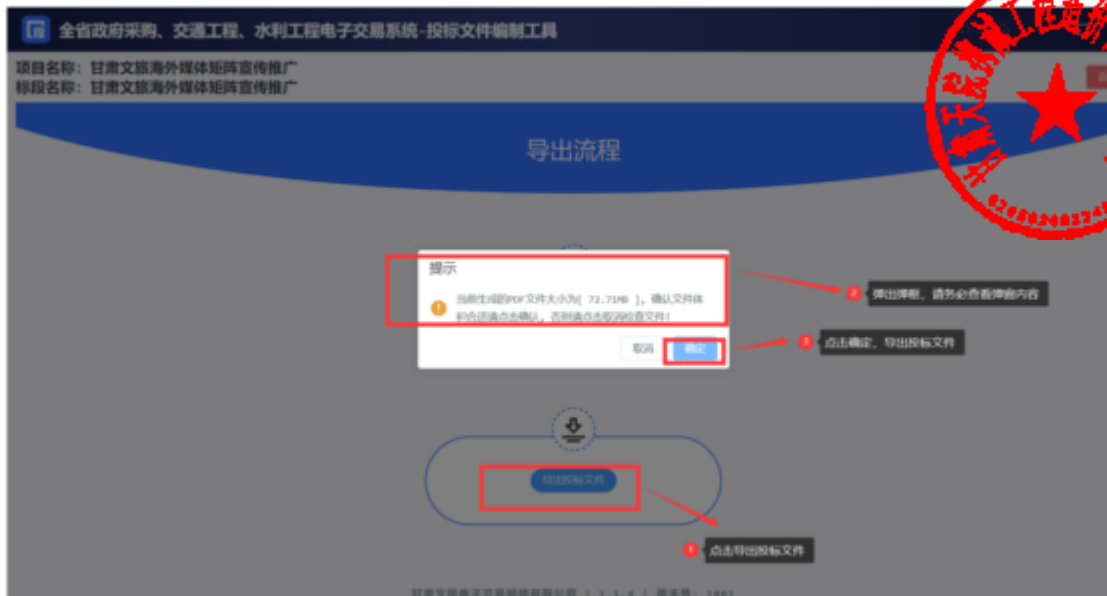 全省政府采购、交通工程、水利工程电子交易系统-投标文件编制工具
项目名称：甘肃文旅海外媒体矩阵宣传推广
标段名称：甘肃文旅海外媒体矩阵宣传推广
导出流程
提示
当前生成的PDF文件大小为[ 72.71MB ]，确认文件体
积合适请点击确认，否则请点击取消检查文件！
取消
确定
2 弹出弹框，请务必查看弹窗内容
3 点击确定，导出投标文件
导出投标文件
1 点击导出投标文件